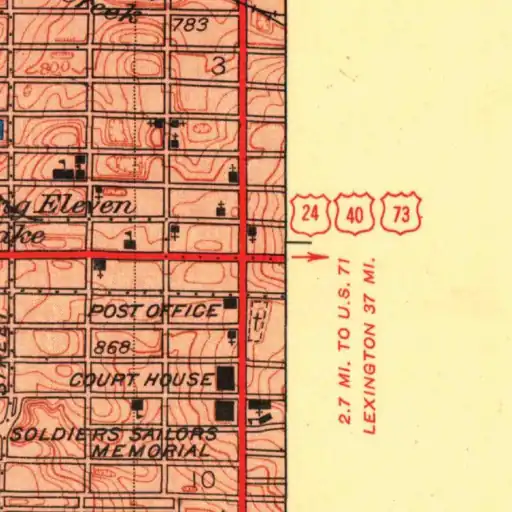 783
3
800
Eleven
24 40 73
2.7 MI. TO U.S. 71
LEXINGTON 37 MI.
POST OFFICE
868
COURT HOUSE
SOLDIERS SAILORS
MEMORIAL
10